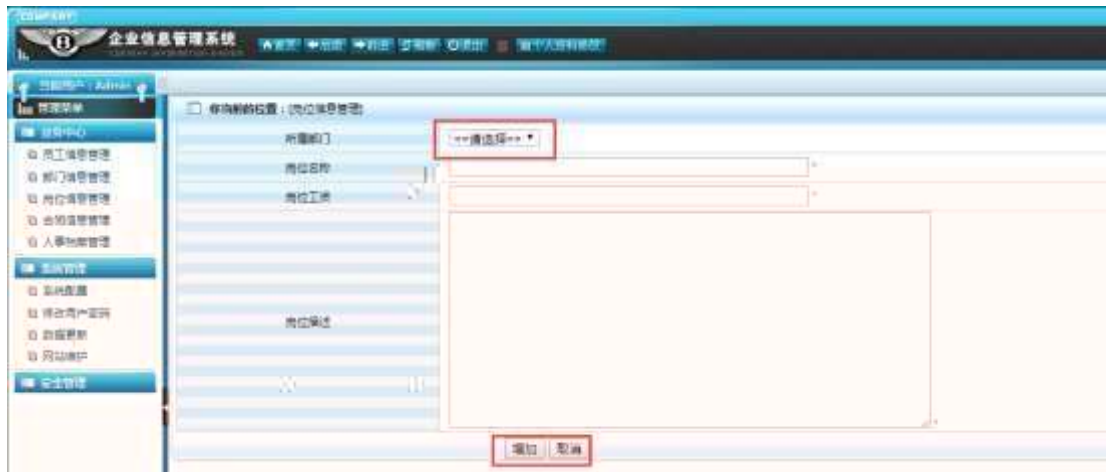 COMPANY
企业信息管理系统 首页 后退 前进 刷新 退出 个人资料修改
当前用户：Admin
管理菜单
你当前的位置：[岗位信息管理]
业务中心
所属部门 ==请选择==
员工信息管理
部门信息管理
岗位名称 *
岗位信息管理
岗位工资 *
合同信息管理
人事档案管理
系统管理
系统配置
修改用户密码
数据更新
网站维护
岗位描述 *
安全管理
增加 取消